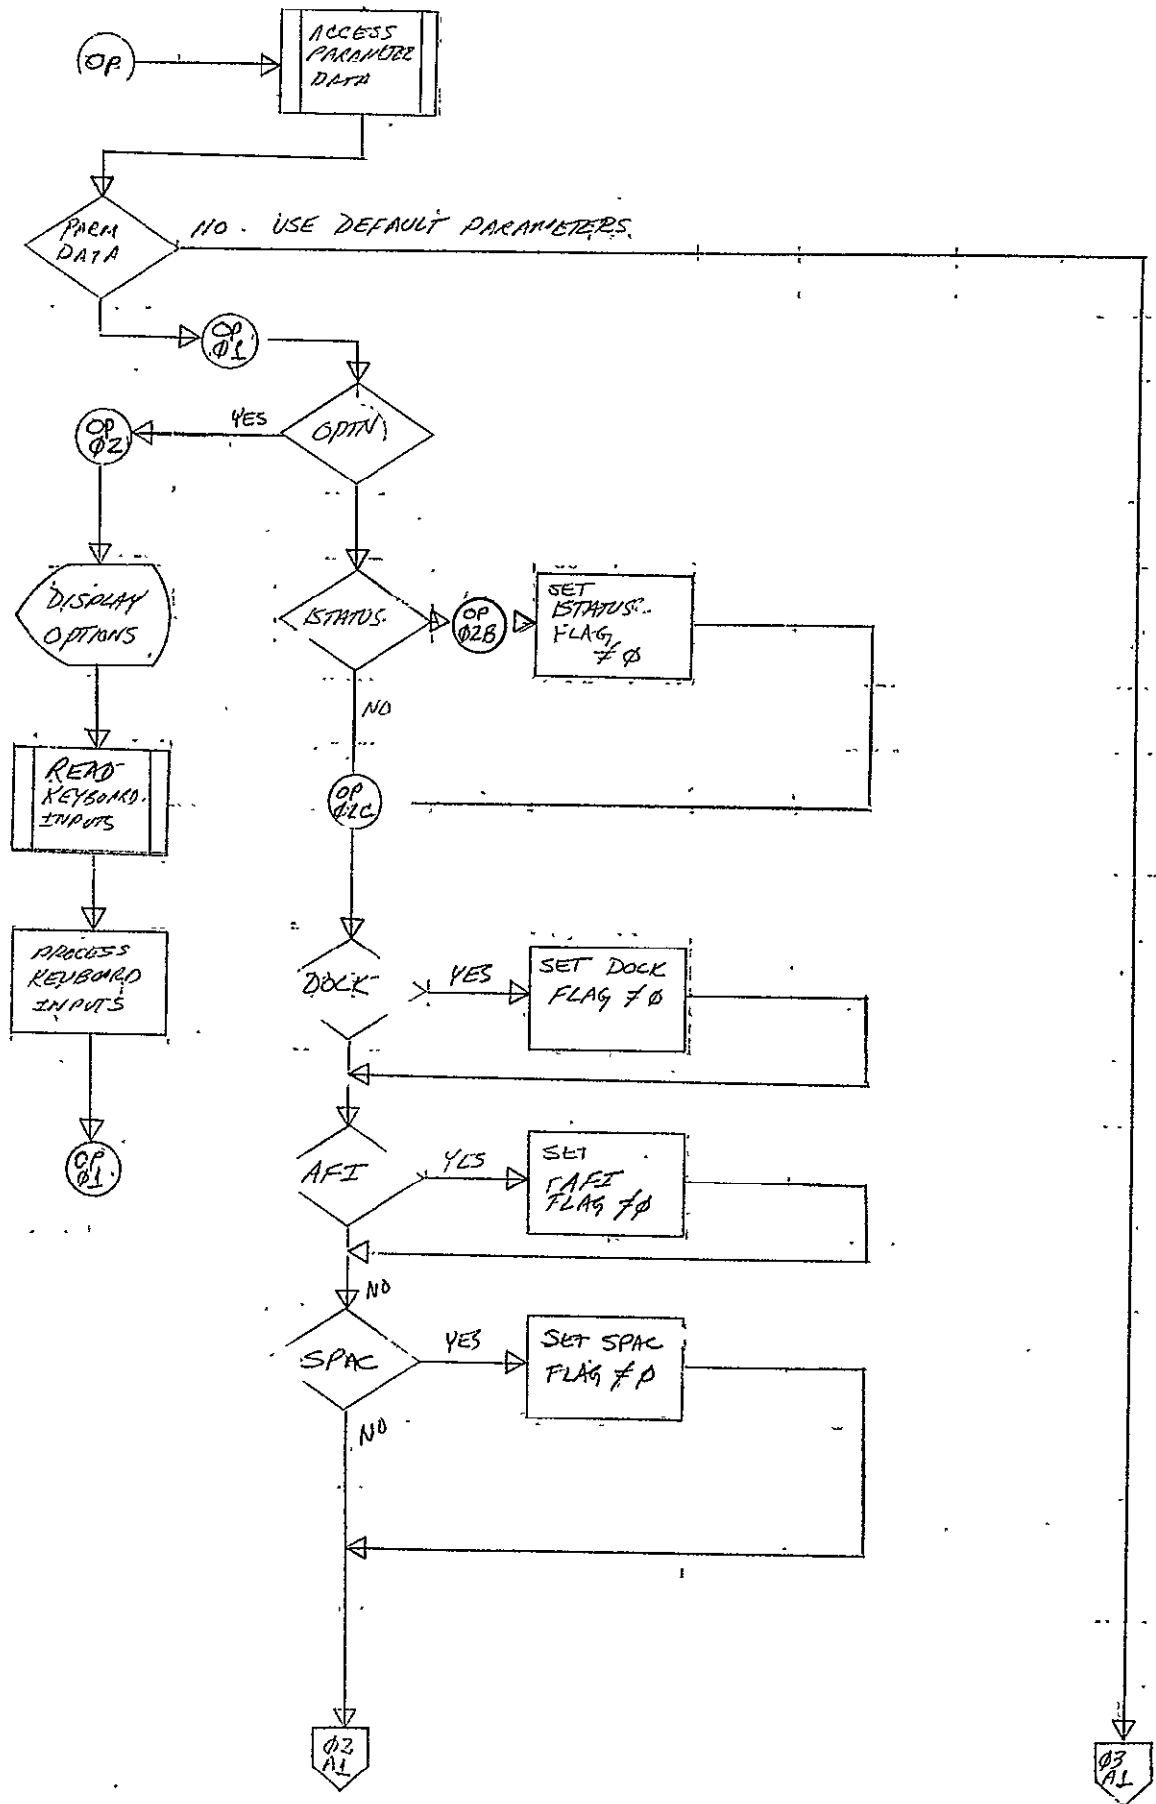 OP
ACCESS
PARAMETER
DATA
PARM
DATA
NO. USE DEFAULT PARAMETERS.
OP
Ø1
OPTN
YES
OP
Ø2
DISPLAY
OPTIONS
READ
KEYBOARD
INPUTS
PROCESS
KEYBOARD
INPUTS
OP
Ø1
ISTATUS
OP
Ø2B
SET
ISTATUS
FLAG
≠ Ø
NO
OP
DOCK
YES
SET DOCK
FLAG ≠ Ø
AFI
YES
SET
AFI
FLAG ≠ Ø
NO
SPAC
YES
SET SPAC
FLAG ≠ Ø
NO
Ø2
A1
Ø3
A1